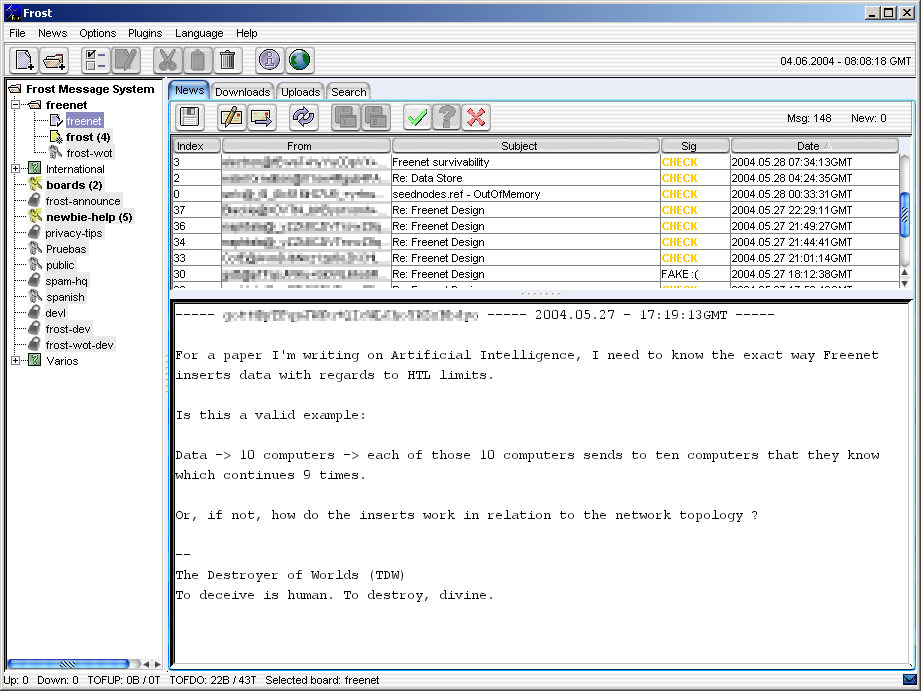 Frost
File News Options Plugins Language Help
04.06.2004 - 08:08:18 GMT
Frost Message System
freenet
freenet
frost (4)
frost-wot
International
boards (2)
frost-announce
newbie-help (5)
privacy-tips
Pruebas
public
spam-hq
spanish
devl
frost-dev
frost-wot-dev
Varios
News Downloads Uploads Search
Msg: 148 New: 0
Index From Subject Sig Date
3 Freenet survivability CHECK 2004.05.28 07:34:13GMT
2 Re: Data Store CHECK 2004.05.28 04:24:35GMT
0 seednodes.ref - OutOfMemory CHECK 2004.05.28 00:33:31GMT
37 Re: Freenet Design CHECK 2004.05.27 22:29:11GMT
36 Re: Freenet Design CHECK 2004.05.27 21:49:27GMT
34 Re: Freenet Design CHECK 2004.05.27 21:44:41GMT
33 Re: Freenet Design CHECK 2004.05.27 21:01:14GMT
30 Re: Freenet Design FAKE :( 2004.05.27 18:12:38GMT
----- ----- 2004.05.27 - 17:19:13GMT -----
For a paper I'm writing on Artificial Intelligence, I need to know the exact way Freenet
inserts data with regards to HTL limits.
Is this a valid example:
Data -> 10 computers -> each of those 10 computers sends to ten computers that they know
which continues 9 times.
Or, if not, how do the inserts work in relation to the network topology ?
--
The Destroyer of Worlds (TDW)
To deceive is human. To destroy, divine.
Up: 0 Down: 0 TOFUP: 0B / 0T TOFDO: 22B / 43T Selected board: freenet